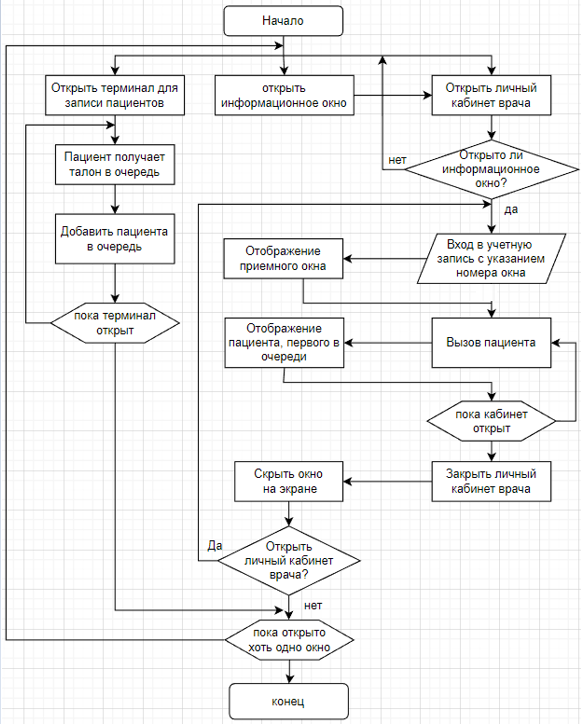 Начало
Открыть терминал для
записи пациентов
открыть
информационное окно
Открыть личный
кабинет врача
Пациент получает
талон в очередь
нет
Открыто ли
информационное
окно?
да
Добавить пациента
в очередь
Отображение
приемного окна
Вход в учетную
запись с указанием
номера окна
пока терминал
открыт
Отображение
пациента, первого в
очереди
Вызов пациента
пока кабинет
открыт
Скрыть окно
на экране
Закрыть личный
кабинет врача
Да
Открыть
личный кабинет
врача?
нет
пока открыто
хоть одно окно
конец